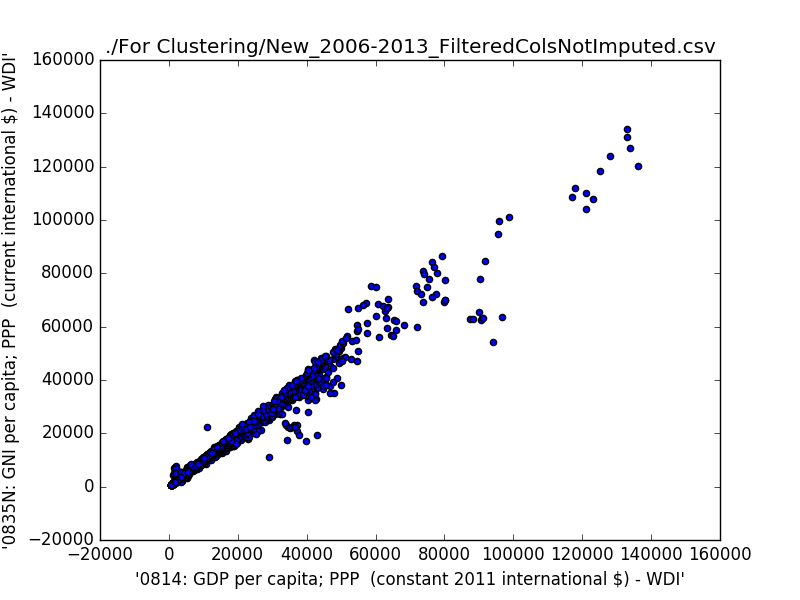 ./For Clustering/New_2006-2013_FilteredColsNotImputed.csv
160000
140000
120000
100000
80000
60000
40000
20000
0
−20000
'0835N: GNI per capita; PPP  (current international $) - WDI'
−20000 0 20000 40000 60000 80000 100000 120000 140000 160000
'0814: GDP per capita; PPP  (constant 2011 international $) - WDI'